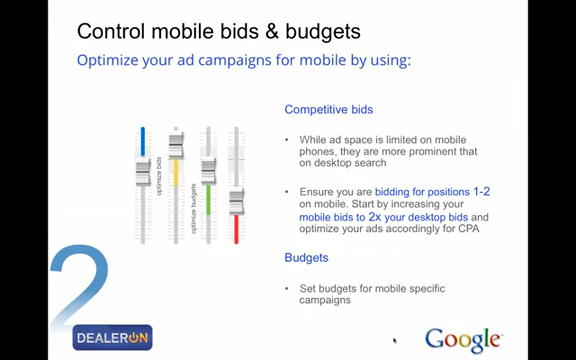 Control mobile bids & budgets
Optimize your ad campaigns for mobile by using:
optimize bids
optimize budgets
Competitive bids
• While ad space is limited on mobile
phones, they are more prominent that
on desktop search
• Ensure you are bidding for positions 1-2
on mobile. Start by increasing your
mobile bids to 2x your desktop bids and
optimize your ads accordingly for CPA
Budgets
• Set budgets for mobile specific
campaigns
2
DEALERON
Google